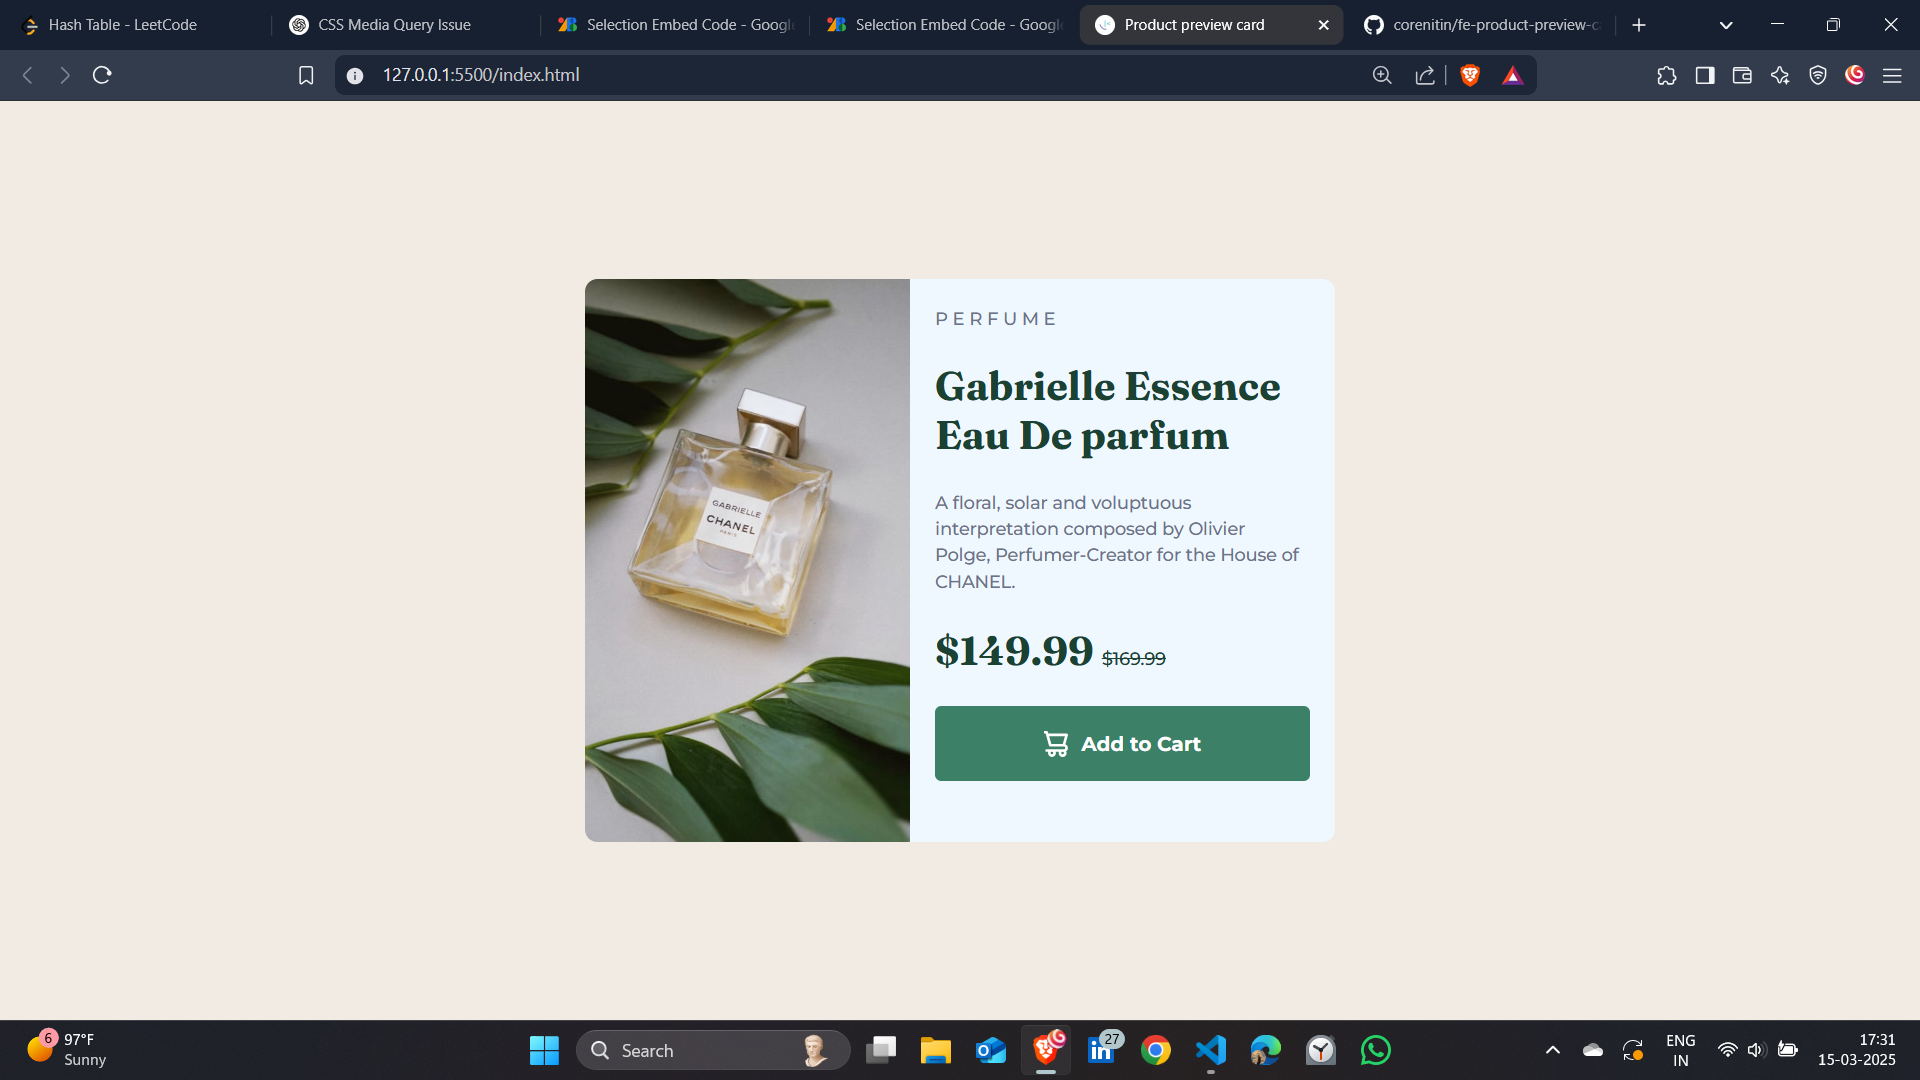 Hash Table - LeetCode
CSS Media Query Issue
Selection Embed Code - Googl
Selection Embed Code - Googl
Product preview card
corenitin/fe-product-preview-c
127.0.0.1:5500/index.html
PERFUME
Gabrielle Essence
Eau De parfum
A floral, solar and voluptuous
interpretation composed by Olivier
Polge, Perfumer-Creator for the House of
CHANEL.
$149.99 $169.99
Add to Cart
GABRIELLE
CHANEL
PARIS
6
97°F
Sunny
Search
27
ENG
IN
17:31
15-03-2025